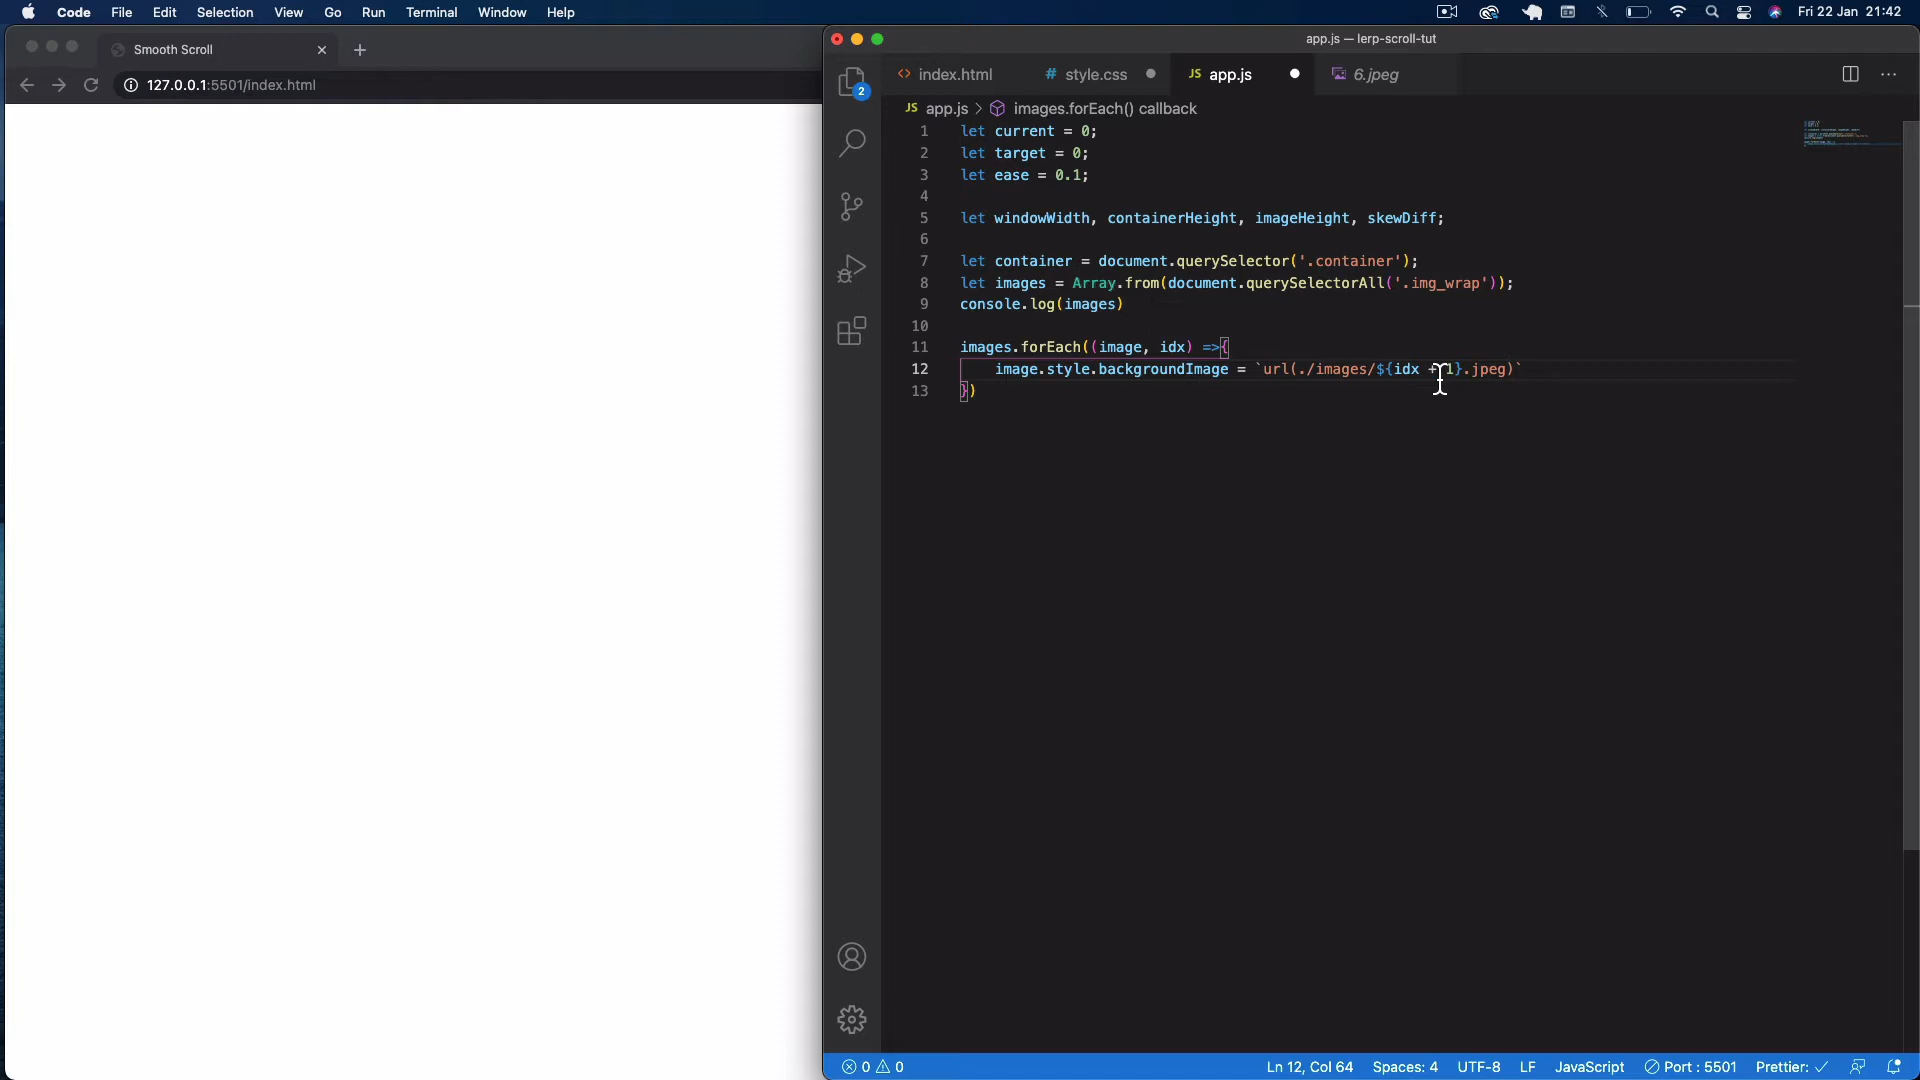 Code File Edit Selection View Go Run Terminal Window Help Fri 22 Jan 21:42
Smooth Scroll
127.0.0.1:5501/index.html
app.js — lerp-scroll-tut
index.html
style.css
JS app.js
6.jpeg
2
JS app.js > images.forEach() callback
1 let current = 0;
2 let target = 0;
3 let ease = 0.1;
4
5 let windowWidth, containerHeight, imageHeight, skewDiff;
6
7 let container = document.querySelector('.container');
8 let images = Array.from(document.querySelectorAll('.img_wrap'));
9 console.log(images)
10
11 images.forEach((image, idx) =>{
12 image.style.backgroundImage = `url(./images/${idx + 1}.jpeg)`
13 })
0 0 Ln 12, Col 64 Spaces: 4 UTF-8 LF JavaScript Port : 5501 Prettier: ✓